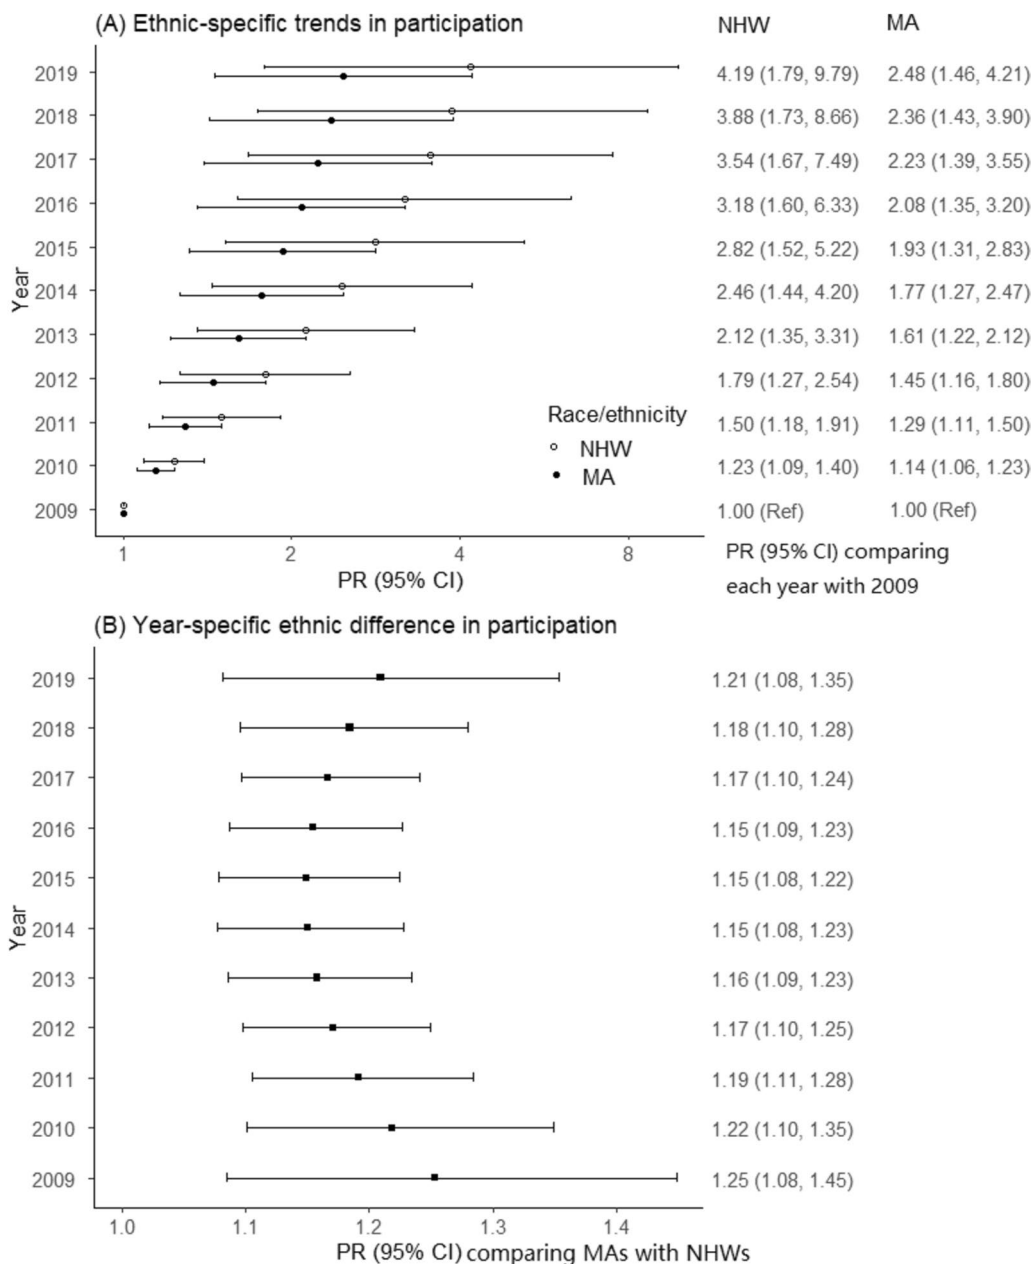 (A) Ethnic-specific trends in participation NHW MA
2019 4.19 (1.79, 9.79) 2.48 (1.46, 4.21)
2018 3.88 (1.73, 8.66) 2.36 (1.43, 3.90)
2017 3.54 (1.67, 7.49) 2.23 (1.39, 3.55)
2016 3.18 (1.60, 6.33) 2.08 (1.35, 3.20)
2015 2.82 (1.52, 5.22) 1.93 (1.31, 2.83)
Year
2014 2.46 (1.44, 4.20) 1.77 (1.27, 2.47)
2013 2.12 (1.35, 3.31) 1.61 (1.22, 2.12)
2012 1.79 (1.27, 2.54) 1.45 (1.16, 1.80)
Race/ethnicity
2011 1.50 (1.18, 1.91) 1.29 (1.11, 1.50)
NHW
2010 1.23 (1.09, 1.40) 1.14 (1.06, 1.23)
MA
2009 1.00 (Ref) 1.00 (Ref)
1 2 4 8
PR (95% CI)
PR (95% CI) comparing
each year with 2009
(B) Year-specific ethnic difference in participation
2019 1.21 (1.08, 1.35)
2018 1.18 (1.10, 1.28)
2017 1.17 (1.10, 1.24)
2016 1.15 (1.09, 1.23)
2015 1.15 (1.08, 1.22)
Year
2014 1.15 (1.08, 1.23)
2013 1.16 (1.09, 1.23)
2012 1.17 (1.10, 1.25)
2011 1.19 (1.11, 1.28)
2010 1.22 (1.10, 1.35)
2009 1.25 (1.08, 1.45)
1.0 1.1 1.2 1.3 1.4
PR (95% CI) comparing MAs with NHWs